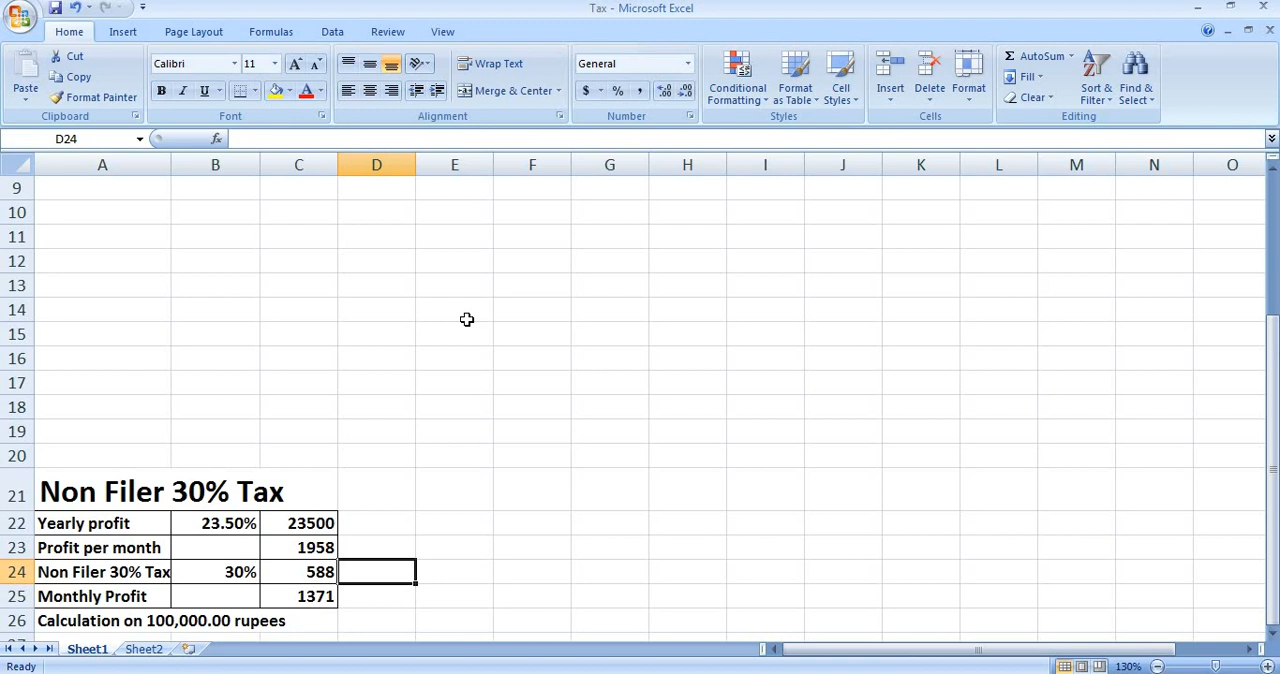 Tax - Microsoft Excel
Home Insert Page Layout Formulas Data Review View
Paste
Cut
Copy
Format Painter
Clipboard
Calibri 11
B I U
Font
Wrap Text
Merge & Center
Alignment
General
$ % ,
Number
Conditional Formatting
Format as Table
Cell Styles
Styles
Insert Delete Format
Cells
AutoSum
Fill
Clear
Sort & Filter
Find & Select
Editing
D24 fx
A B C D E F G H I J K L M N O
9
10
11
12
13
14
15
16
17
18
19
20
21 Non Filer 30% Tax
22 Yearly profit 23.50% 23500
23 Profit per month 1958
24 Non Filer 30% Tax 30% 588
25 Monthly Profit 1371
26 Calculation on 100,000.00 rupees
Sheet1 Sheet2
Ready 130%